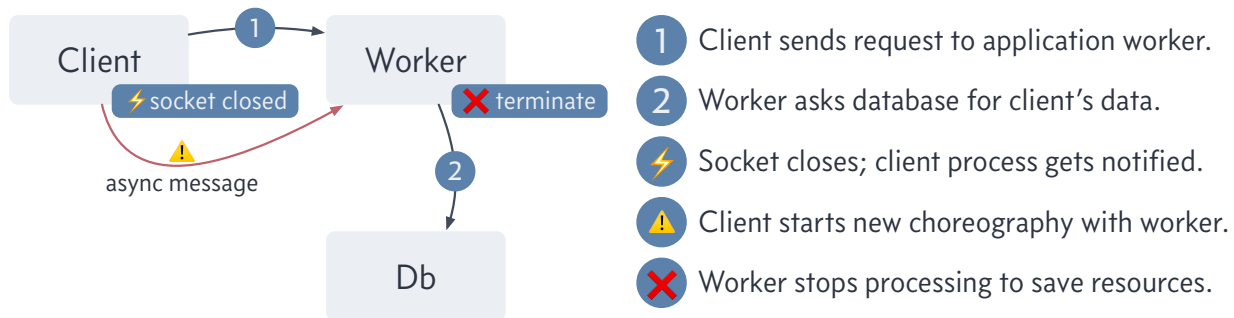 Client
1
Worker
⚡socket closed
❌ terminate
⚠️
async message
2
Db
1 Client sends request to application worker.
2 Worker asks database for client’s data.
⚡ Socket closes; client process gets notified.
⚠️ Client starts new choreography with worker.
❌ Worker stops processing to save resources.